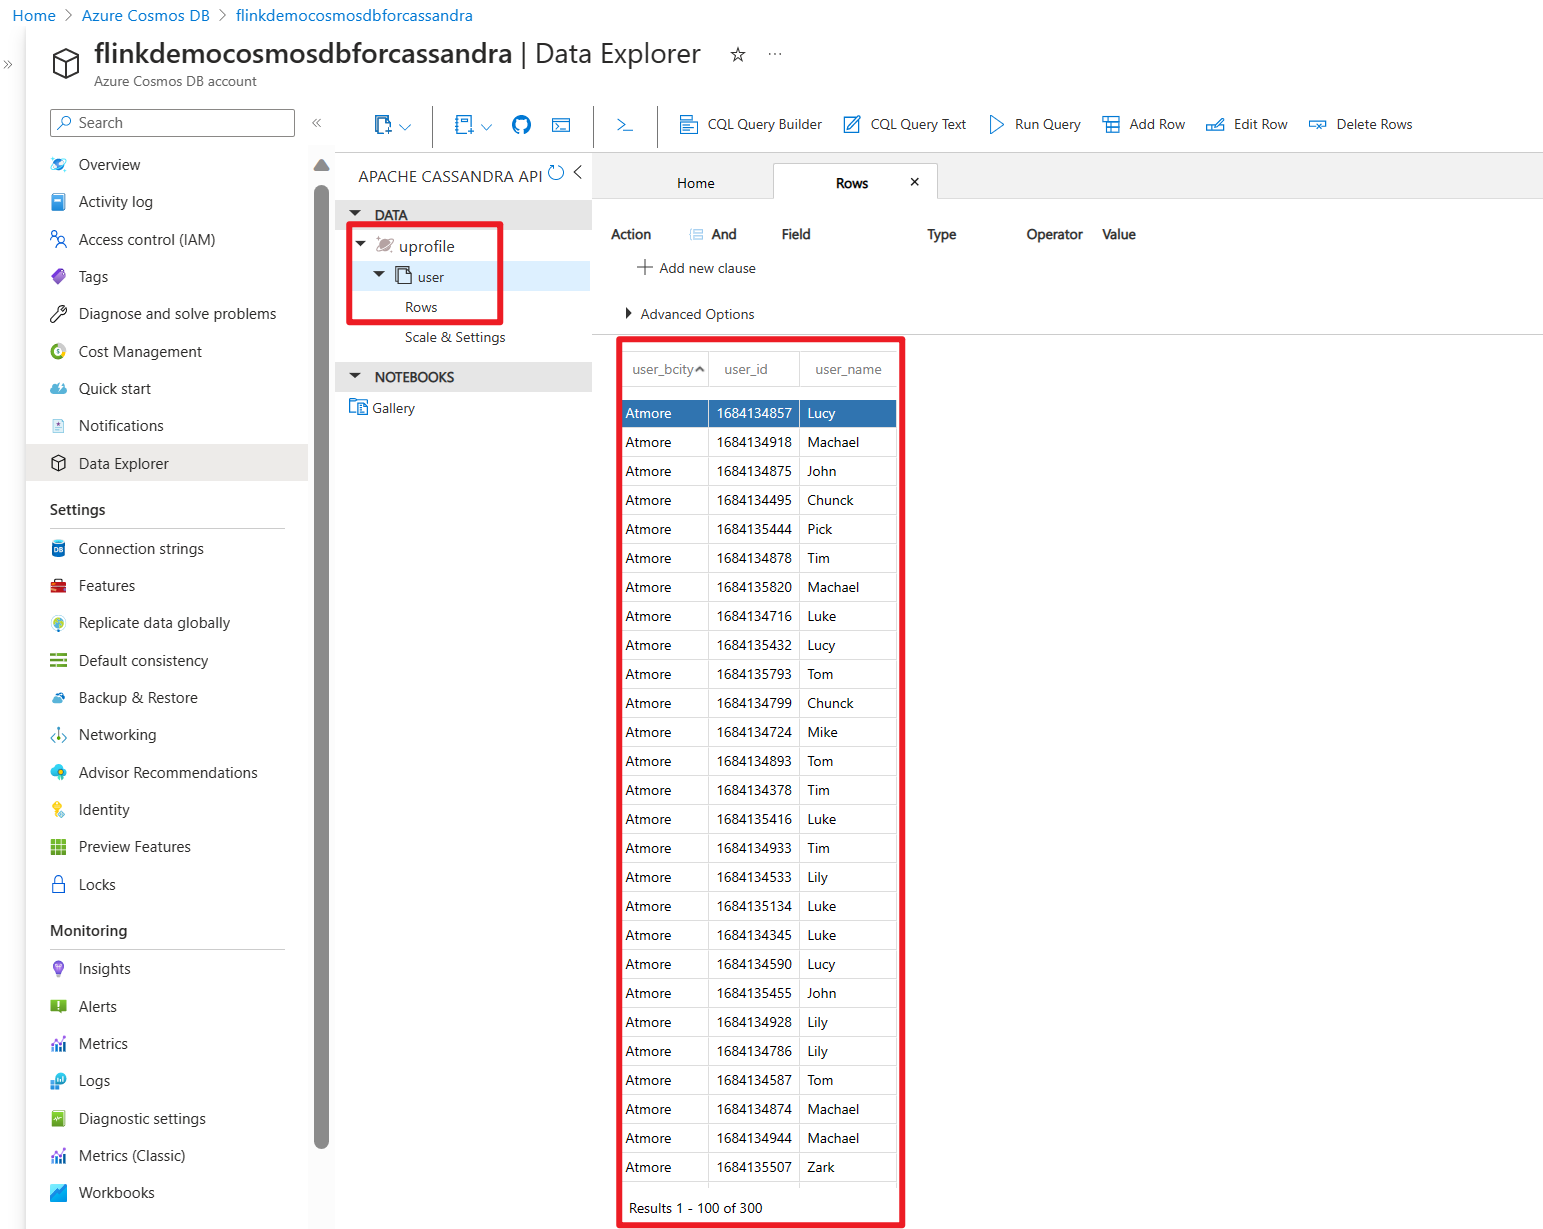 Home > Azure Cosmos DB > flinkdemocosmosdbforcassandra
flinkdemocosmosdbforcassandra | Data Explorer
Azure Cosmos DB account
Search
Overview
Activity log
Access control (IAM)
Tags
Diagnose and solve problems
Cost Management
Quick start
Notifications
Data Explorer
Settings
Connection strings
Features
Replicate data globally
Default consistency
Backup & Restore
Networking
Advisor Recommendations
Identity
Preview Features
Locks
Monitoring
Insights
Alerts
Metrics
Logs
Diagnostic settings
Metrics (Classic)
Workbooks
CQL Query Builder CQL Query Text Run Query Add Row Edit Row Delete Rows
APACHE CASSANDRA API
DATA
uprofile
user
Rows
Scale & Settings
NOTEBOOKS
Gallery
Home Rows
Action And Field Type Operator Value
Add new clause
Advanced Options
user_bcity user_id user_name
Atmore 1684134857 Lucy
Atmore 1684134918 Machael
Atmore 1684134875 John
Atmore 1684134495 Chunck
Atmore 1684135444 Pick
Atmore 1684134878 Tim
Atmore 1684135820 Machael
Atmore 1684134716 Luke
Atmore 1684135432 Lucy
Atmore 1684135793 Tom
Atmore 1684134799 Chunck
Atmore 1684134724 Mike
Atmore 1684134893 Tom
Atmore 1684134378 Tim
Atmore 1684135416 Luke
Atmore 1684134933 Tim
Atmore 1684134533 Lily
Atmore 1684135134 Luke
Atmore 1684134345 Luke
Atmore 1684134590 Lucy
Atmore 1684135455 John
Atmore 1684134928 Lily
Atmore 1684134786 Lily
Atmore 1684134587 Tom
Atmore 1684134874 Machael
Atmore 1684134944 Machael
Atmore 1684135507 Zark
Results 1 - 100 of 300